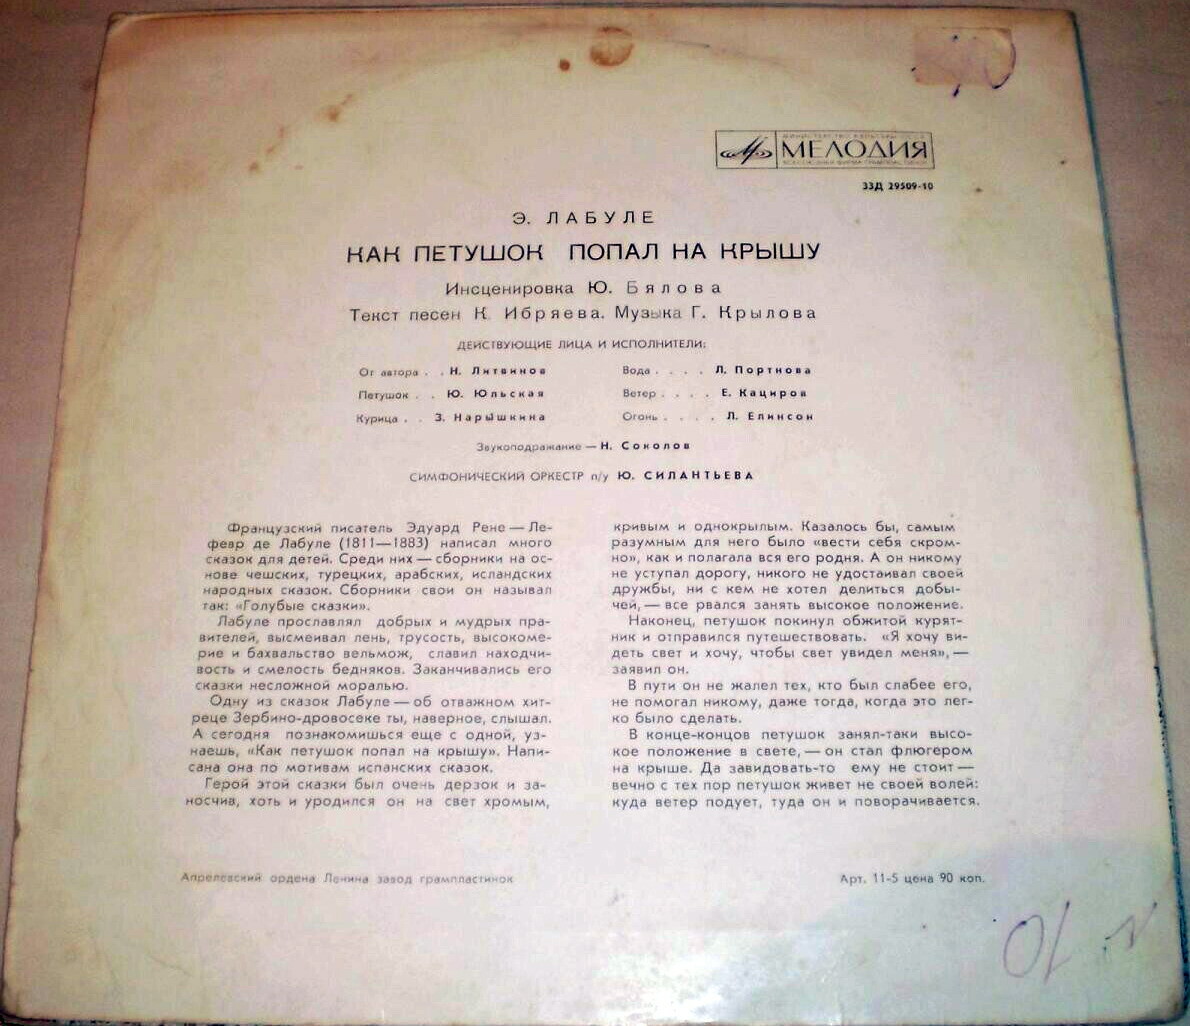 МИНИСТЕРСТВО КУЛЬТУРЫ СССР
МЕЛОДИЯ
ВСЕСОЮЗНАЯ ФИРМА ГРАМПЛАСТИНОК
33Д 29509-10
Э. ЛАБУЛЕ
КАК ПЕТУШОК ПОПАЛ НА КРЫШУ
Инсценировка Ю. Бялова
Текст песен К. Ибряева. Музыка Г. Крылова
ДЕЙСТВУЮЩИЕ ЛИЦА И ИСПОЛНИТЕЛИ:
От автора . . Н. Литвинов
Петушок . . Ю. Юльская
Курица . . З. Нарышкина
Вода . . . . Л. Портнова
Ветер . . . . Е. Кациров
Огонь . . . . Л. Елинсон
Звукоподражание — Н. Соколов
СИМФОНИЧЕСКИЙ ОРКЕСТР п/у Ю. СИЛАНТЬЕВА
Французский писатель Эдуард Рене — Ле-
февр де Лабуле (1811—1883) написал много
сказок для детей. Среди них — сборники на ос-
нове чешских, турецких, арабских, исландских
народных сказок. Сборники свои он называл
так: «Голубые сказки».
Лабуле прославлял добрых и мудрых пра-
вителей, высмеивал лень, трусость, высокоме-
рие и бахвальство вельмож, славил находчи-
вость и смелость бедняков. Заканчивались его
сказки несложной моралью.
Одну из сказок Лабуле — об отважном хит-
реце Зербино-дровосеке ты, наверное, слышал.
А сегодня познакомишься еще с одной, уз-
наешь, «Как петушок попал на крышу». Напи-
сана она по мотивам испанских сказок.
Герой этой сказки был очень дерзок и за-
носчив, хоть и уродился он на свет хромым,
кривым и однокрылым. Казалось бы, самым
разумным для него было «вести себя скром-
но», как и полагала вся его родня. А он никому
не уступал дорогу, никого не удостаивал своей
дружбы, ни с кем не хотел делиться добы-
чей, — все рвался занять высокое положение.
Наконец, петушок покинул обжитой курят-
ник и отправился путешествовать. «Я хочу ви-
деть свет и хочу, чтобы свет увидел меня», —
заявил он.
В пути он не жалел тех, кто был слабее его,
не помогал никому, даже тогда, когда это лег-
ко было сделать.
В конце-концов петушок занял-таки высо-
кое положение в свете, — он стал флюгером
на крыше. Да завидовать-то ему не стоит —
вечно с тех пор петушок живет не своей волей:
куда ветер подует, туда он и поворачивается.
Апрелевский ордена Ленина завод грампластинок
Арт. 11-5 цена 90 коп.